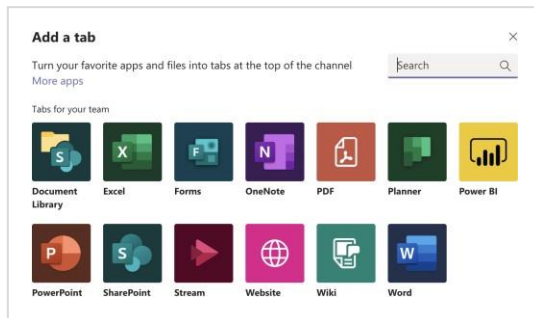 Add a tab
Turn your favorite apps and files into tabs at the top of the channel
Search
More apps
Tabs for your team
S
X
F
N
Document Library
Excel
Forms
OneNote
PDF
Planner
Power BI
P
S
W
PowerPoint
SharePoint
Stream
Website
Wiki
Word